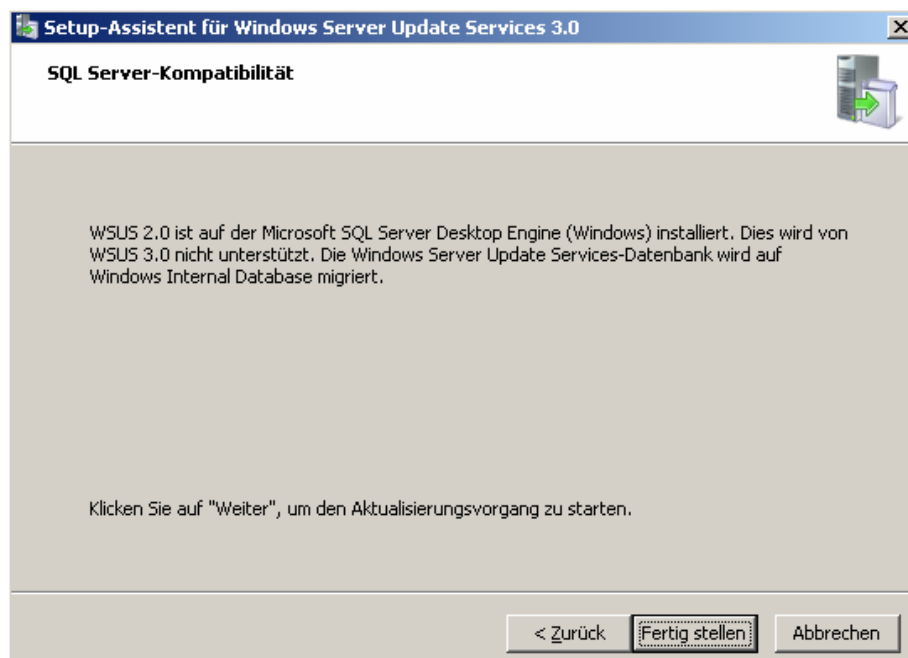 Setup-Assistent für Windows Server Update Services 3.0
SQL Server-Kompatibilität
WSUS 2.0 ist auf der Microsoft SQL Server Desktop Engine (Windows) installiert. Dies wird von
WSUS 3.0 nicht unterstützt. Die Windows Server Update Services-Datenbank wird auf
Windows Internal Database migriert.
Klicken Sie auf "Weiter", um den Aktualisierungsvorgang zu starten.
< Zurück Fertig stellen Abbrechen